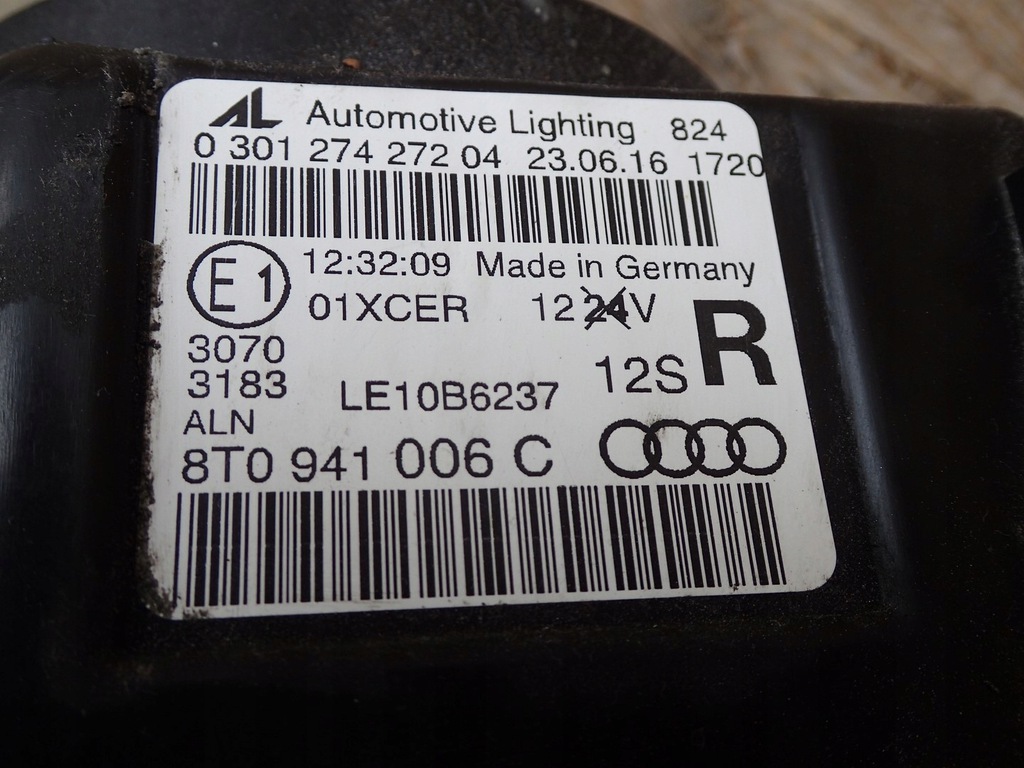 AL Automotive Lighting 824
0 301 274 272 04 23.06.16 1720
E1 12:32:09 Made in Germany
01XCER 12 24V R
3070
3183 LE10B6237 12S
ALN
8T0 941 006 C